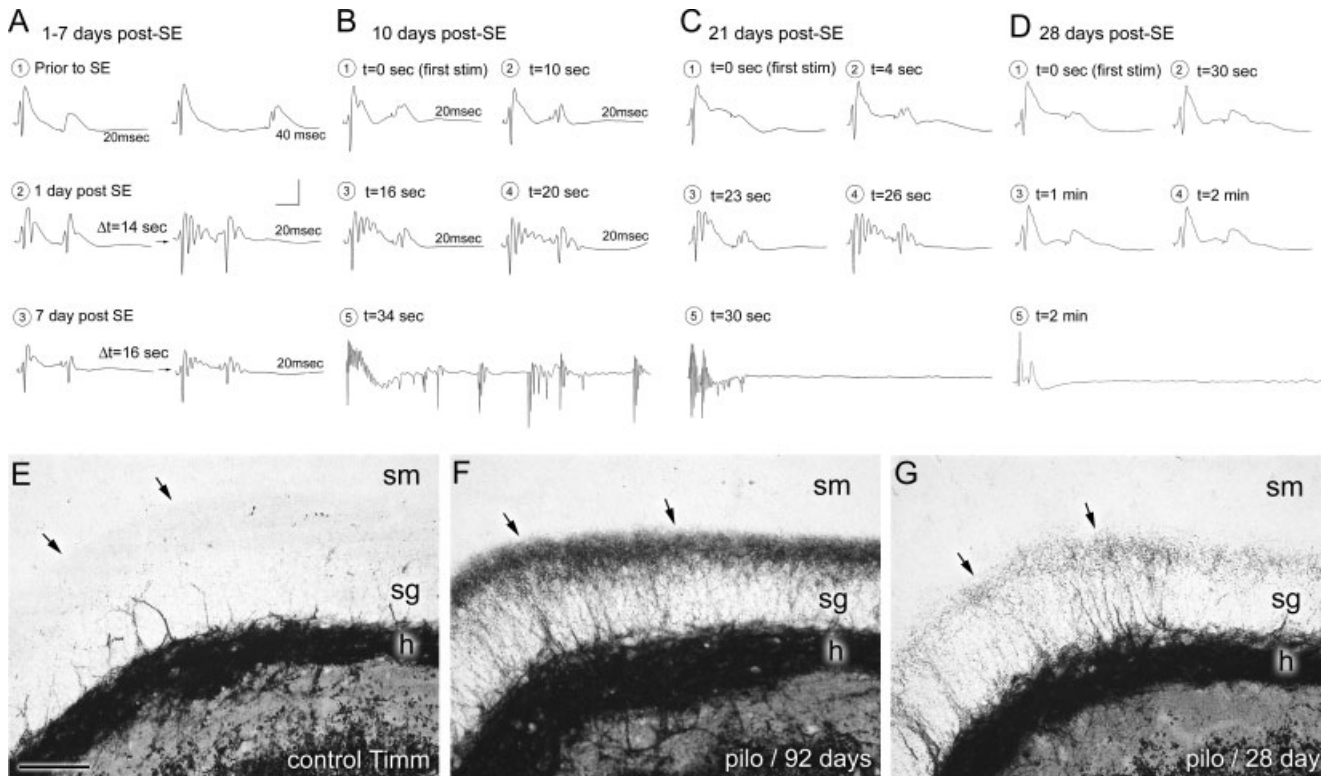 A 1-7 days post-SE
1 Prior to SE
20msec
40 msec
2 1 day post SE
Δt=14 sec
20msec
3 7 day post SE
Δt=16 sec
20msec
B 10 days post-SE
1 t=0 sec (first stim)
20msec
2 t=10 sec
20msec
3 t=16 sec
20msec
4 t=20 sec
20msec
5 t=34 sec
C 21 days post-SE
1 t=0 sec (first stim)
2 t=4 sec
3 t=23 sec
4 t=26 sec
5 t=30 sec
D 28 days post-SE
1 t=0 sec (first stim)
2 t=30 sec
3 t=1 min
4 t=2 min
5 t=2 min
E
sm
sg
h
control Timm
F
sm
sg
h
pilo / 92 days
G
sm
sg
h
pilo / 28 day